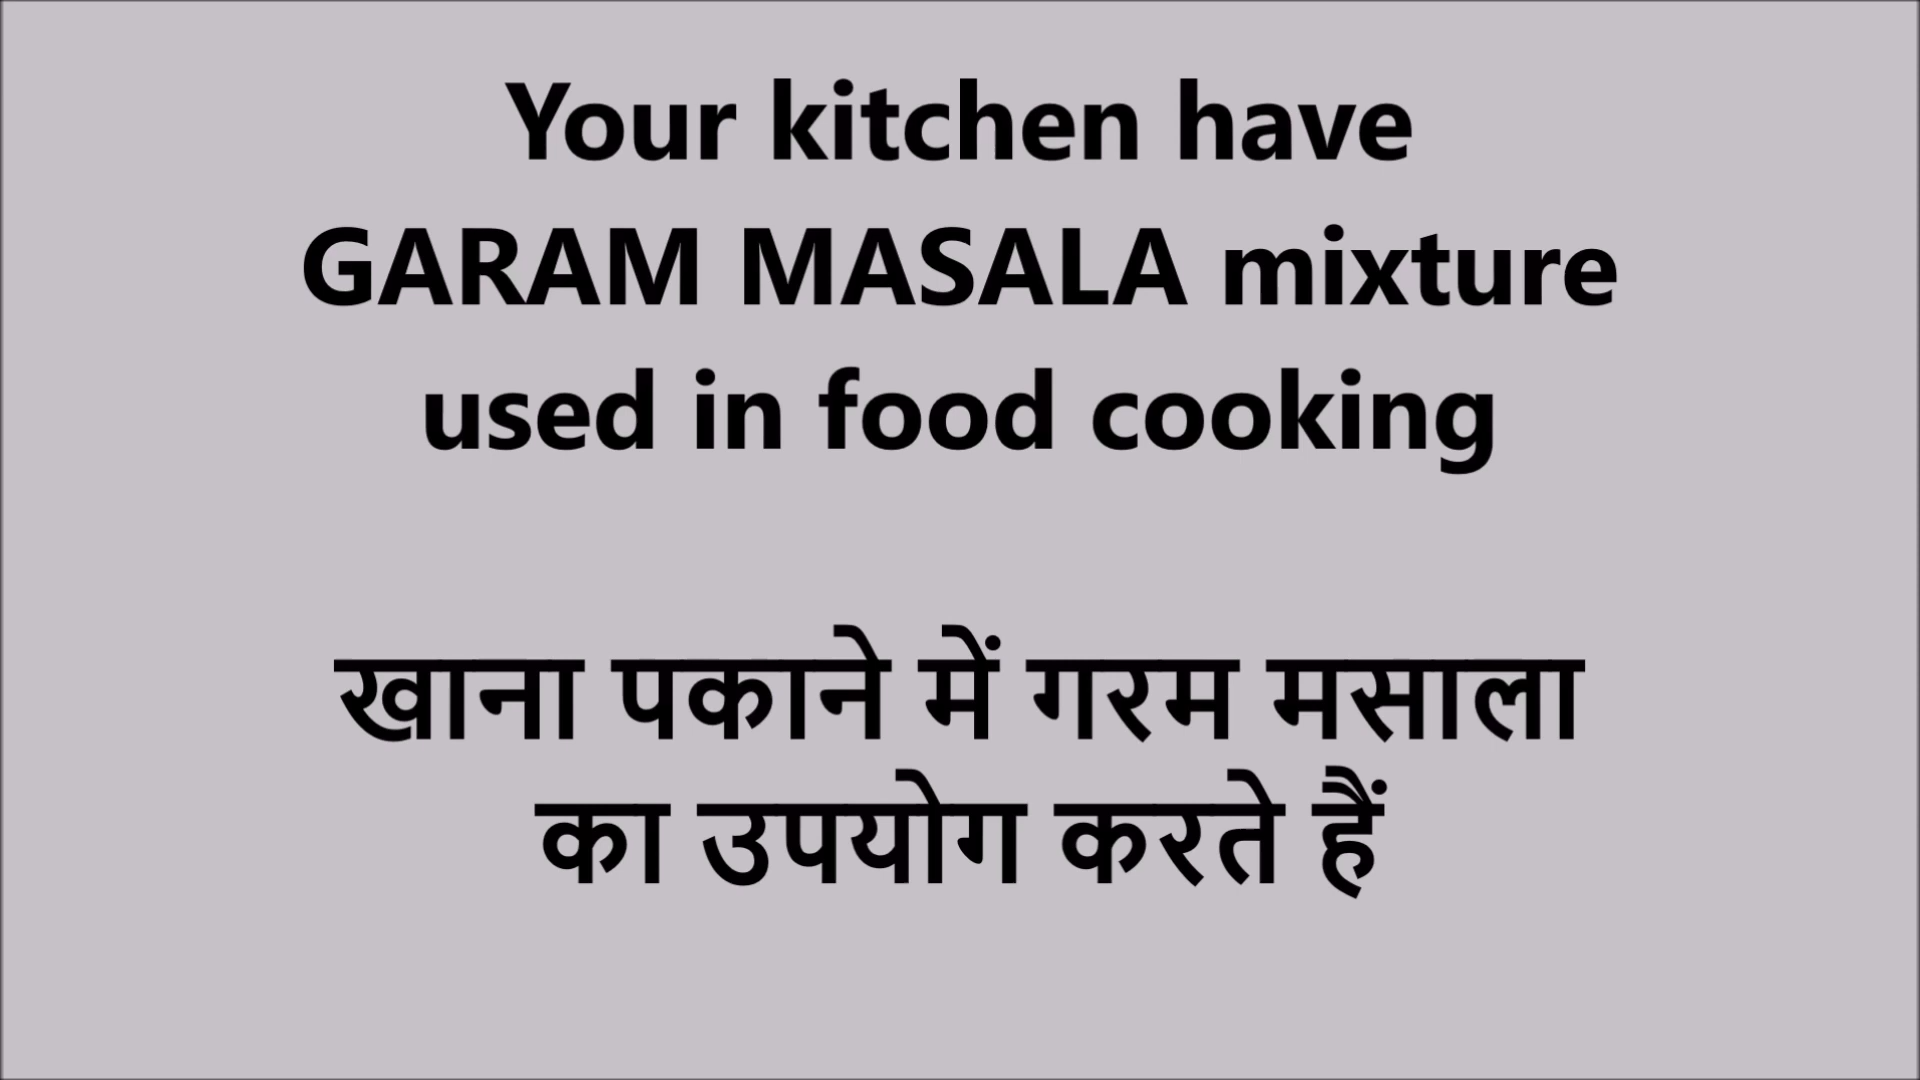 Your kitchen have
GARAM MASALA mixture
used in food cooking
खाना पकाने में गरम मसाला
का उपयोग करते हैं